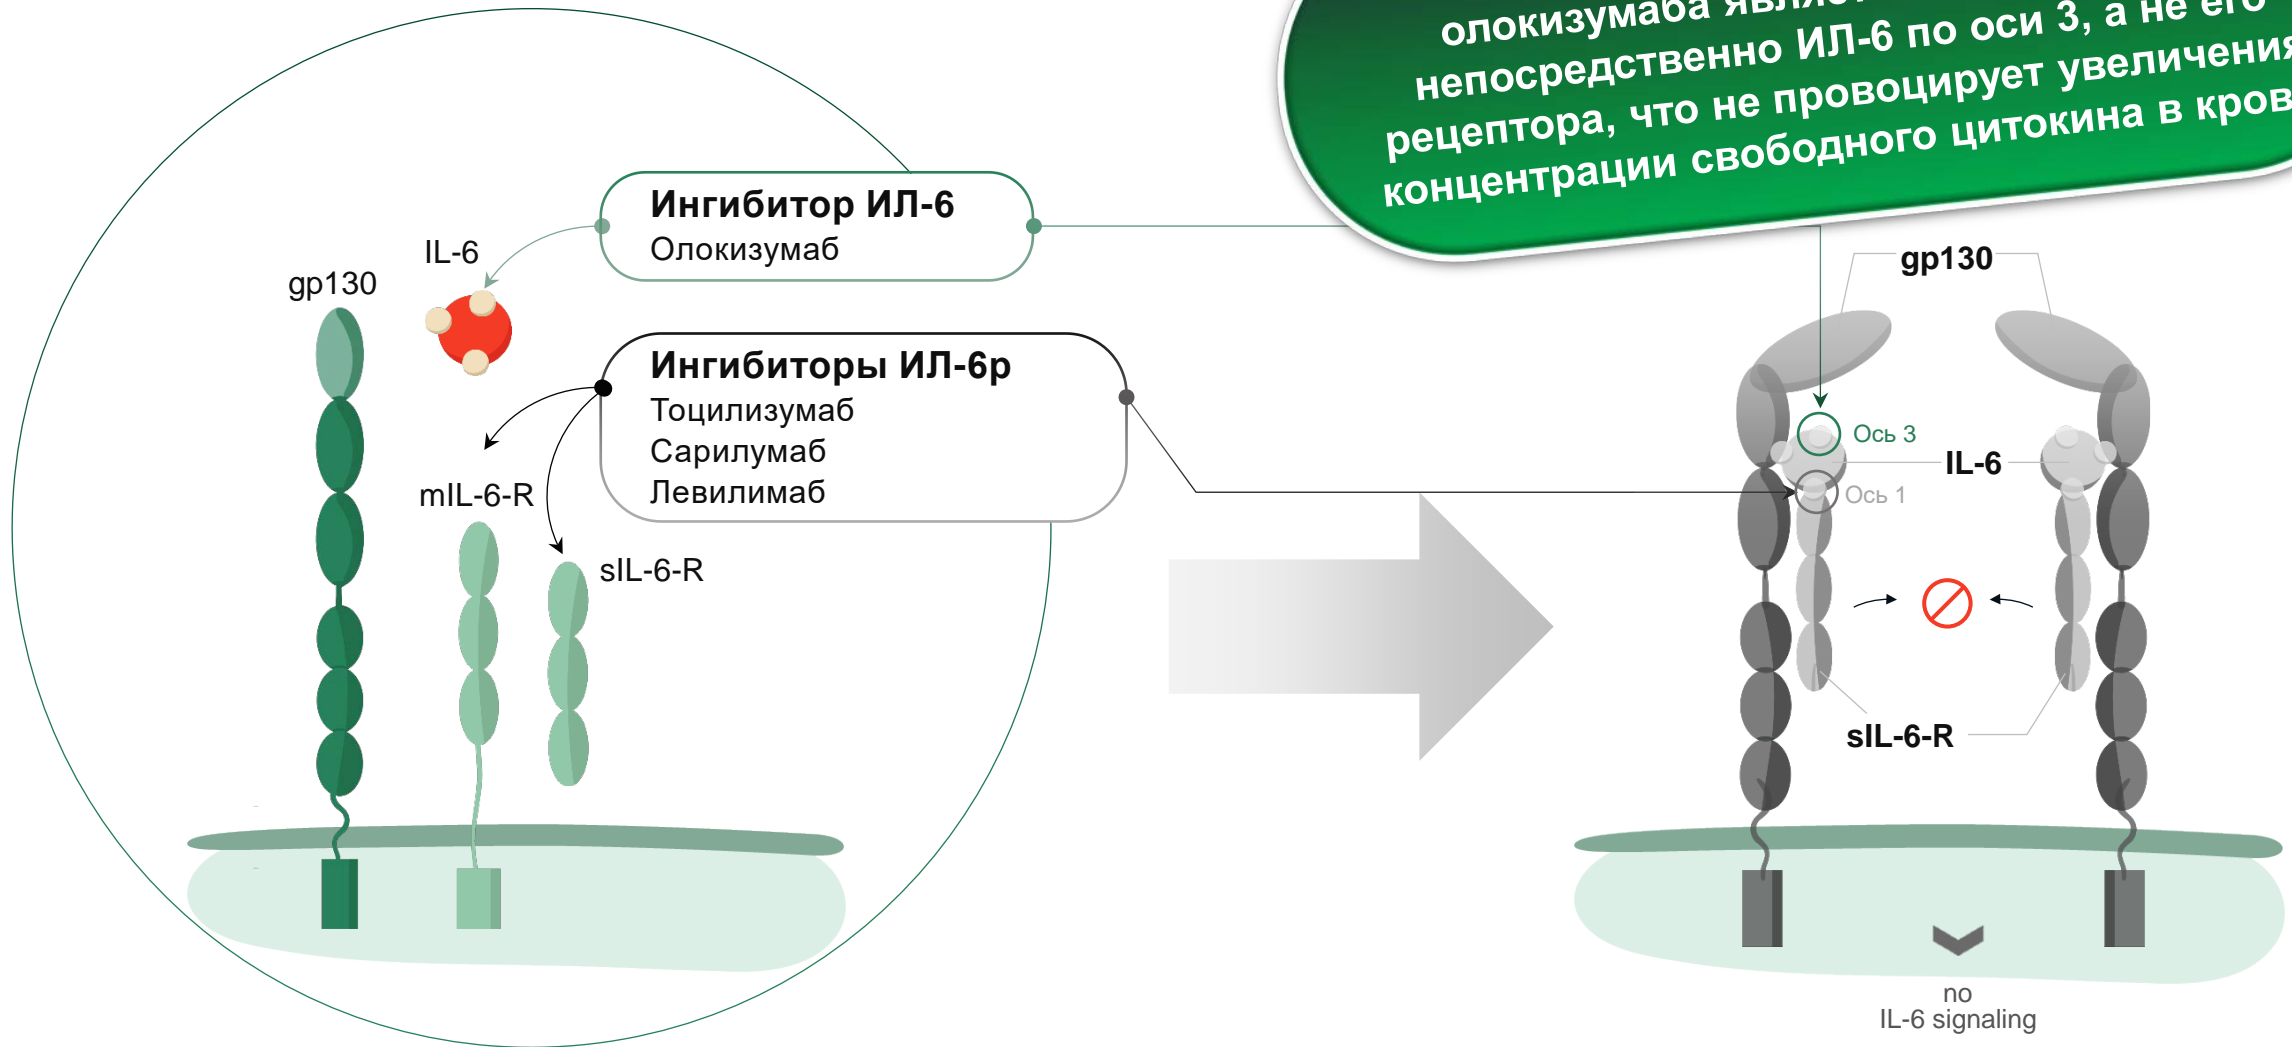 олокизумаба
непосредственно ИЛ-6 по оси 3, а не его
рецептора, что не провоцирует увеличения
концентрации свободного цитокина в
Ингибитор ИЛ-6
Олокизумаб
IL-6
gp130
Ингибиторы ИЛ-6р
Тоцилизумаб
Сарилумаб
Левилимаб
mIL-6-R
sIL-6-R
gp130
Ось 3
IL-6
Ось 1
sIL-6-R
no
IL-6 signaling